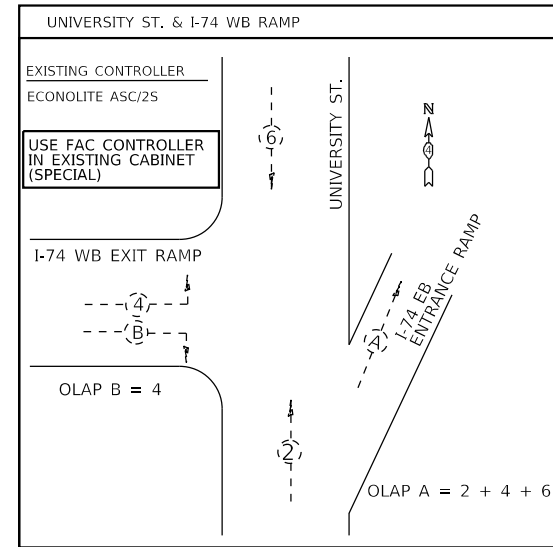 UNIVERSITY ST. & I-74 WB RAMP
EXISTING CONTROLLER
ECONOLITE ASC/2S
USE FAC CONTROLLER
IN EXISTING CABINET
(SPECIAL)
6
UNIVERSITY ST.
N
4
I-74 WB EXIT RAMP
4
B
OLAP B = 4
A
I-74 EB
ENTRANCE RAMP
2
OLAP A = 2 + 4 + 6